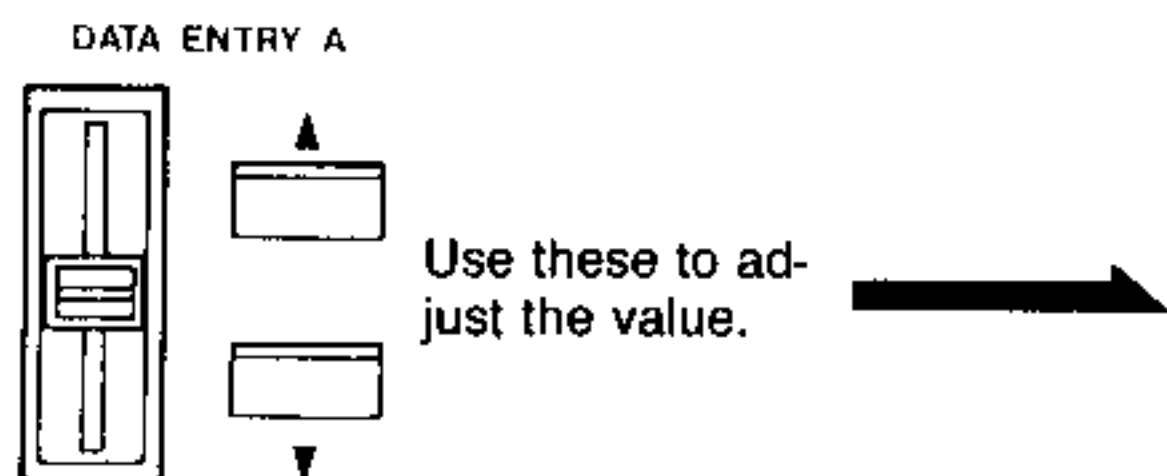 DATA ENTRY A
Use these to ad-
just the value.